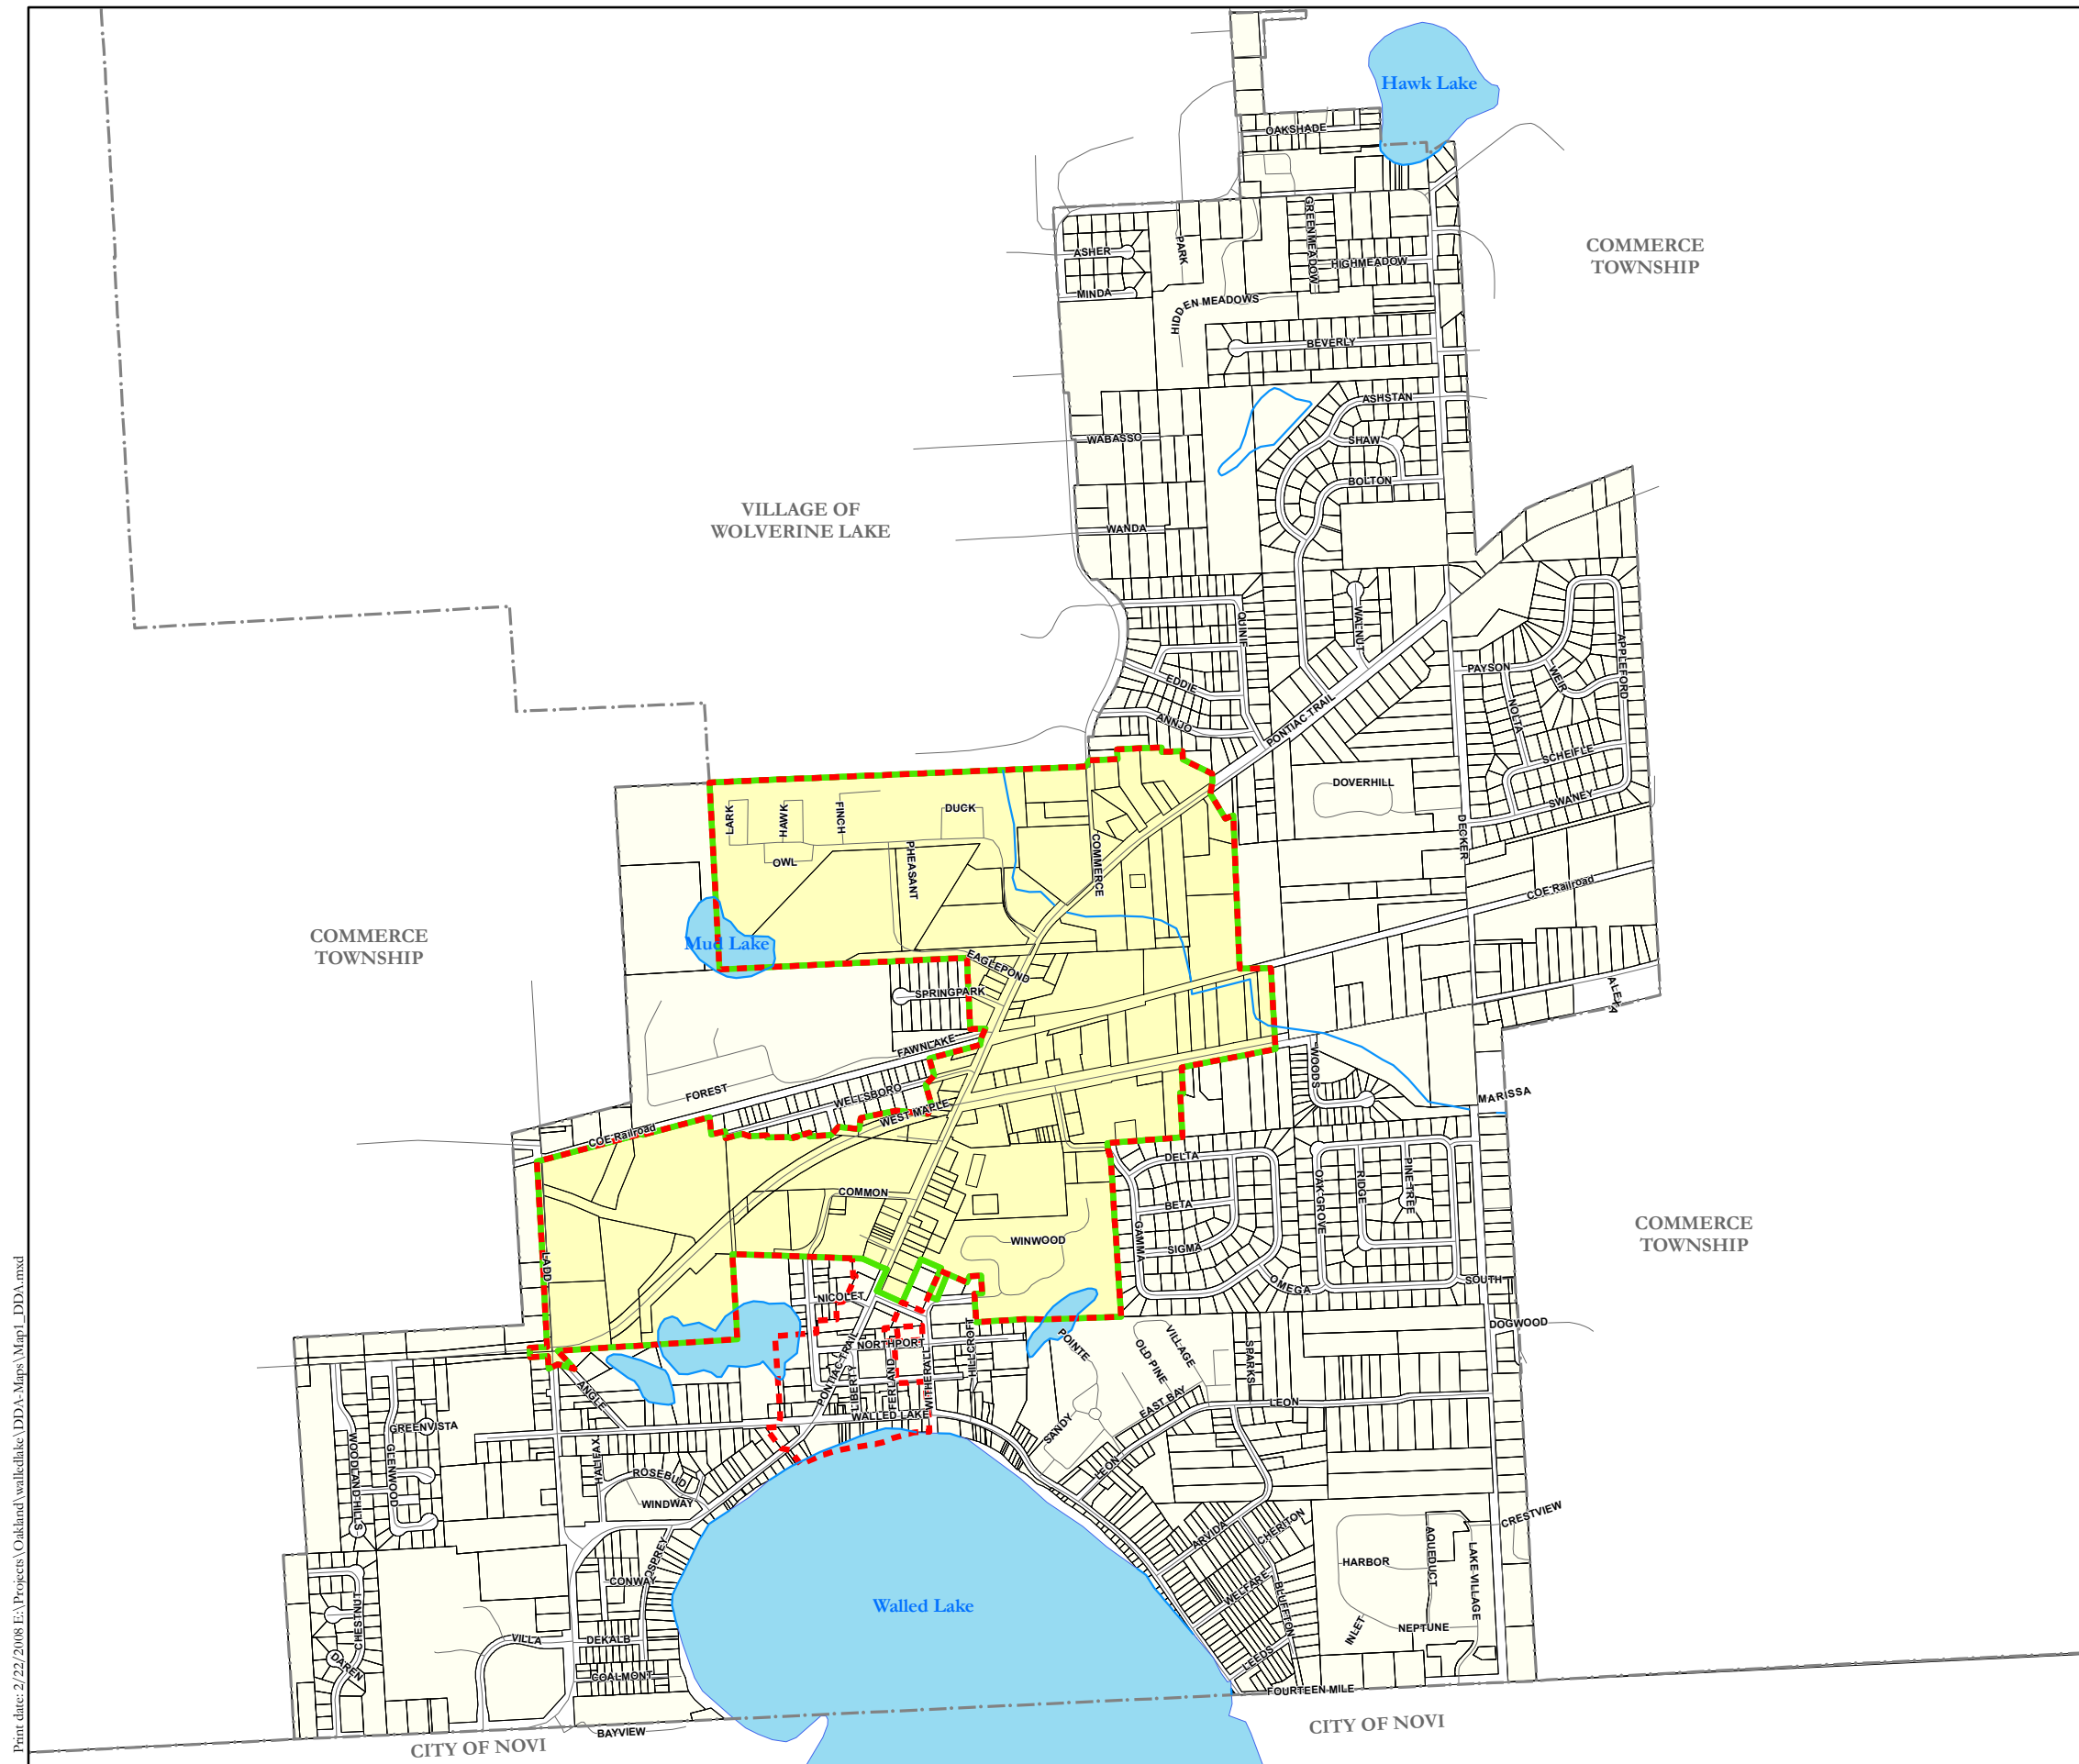 Hawk Lake
OAKSHADE
COMMERCE
TOWNSHIP
GREENMEADOW
PARK
ASHER
HIGHMEADOW
MINDA
HIDDEN MEADOWS
BEVERLY
ASHSTAN
SHAW
WABASSO
BOLTON
VILLAGE OF
WOLVERINE LAKE
WANDA
QUINIF
WALNUT
APPLEFORD
PAYSON
WEIR
EDDIE
NOLTA
ANNJO
PONTIAC TRAIL
SCHEIFLE
DOVERHILL
SWANEY
LARK
HAWK
FINCH
DUCK
DECKER
OWL
PHEASANT
COMMERCE
COE Railroad
COMMERCE
TOWNSHIP
Mud Lake
EAGLEPOND
SPRINGPARK
ALEXA
FAWNLAKE
WOODS
FOREST
WELLSBORO
MARISSA
WEST MAPLE
COE Railroad
DELTA
OAK GROVE
RIDGE
PINE TREE
COMMON
BETA
GAMMA
COMMERCE
TOWNSHIP
WINWOOD
SIGMA
LADD
OMEGA
SOUTH
NICOLET
DOGWOOD
PONTIAC TRAIL
NORTHPORT
HILLCROFT
POINTE
VILLAGE
OLD PINE
SPARKS
LIBERTY
FERLAND
WITHERALL
ANGLE
EAST BAY
LEON
WALLED LAKE
GREENVISTA
SANDY
WOODLAND HILLS
GLENWOOD
HALIFAX
ROSEBUD
LEON
WINDWAY
CRESTVIEW
ARVIDA
CHERITON
AQUEDUCT
LAKE VILLAGE
OSPREY
HARBOR
CONWAY
WELFARE
BLUFFTON
Walled Lake
CHESTNUT
INLET
NEPTUNE
VILLA
DEKALB
DAREN
LEEDS
COALMONT
FOURTEEN MILE
BAYVIEW
CITY OF NOVI
CITY OF NOVI
Print date: 2/22/2008 E:\Projects\Oakland\walledlake\DDA-Maps\Map1_DDA.mxd